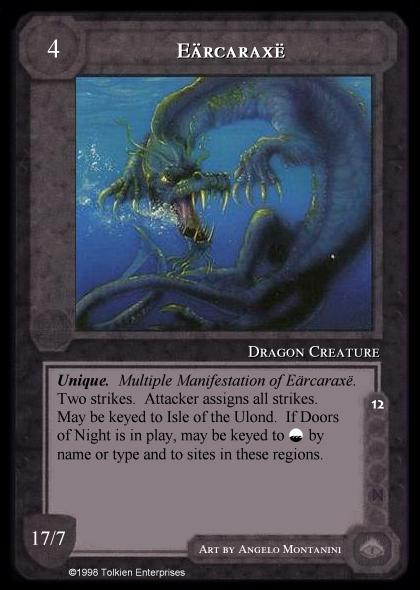 4
EÄRCARAXË
DRAGON CREATURE
Unique. Multiple Manifestation of Eärcaraxë.
Two strikes. Attacker assigns all strikes.
May be keyed to Isle of the Ulond. If Doors
of Night is in play, may be keyed to by
name or type and to sites in these regions.
12
N
17/7
ART BY ANGELO MONTANINI
©1998 Tolkien Enterprises